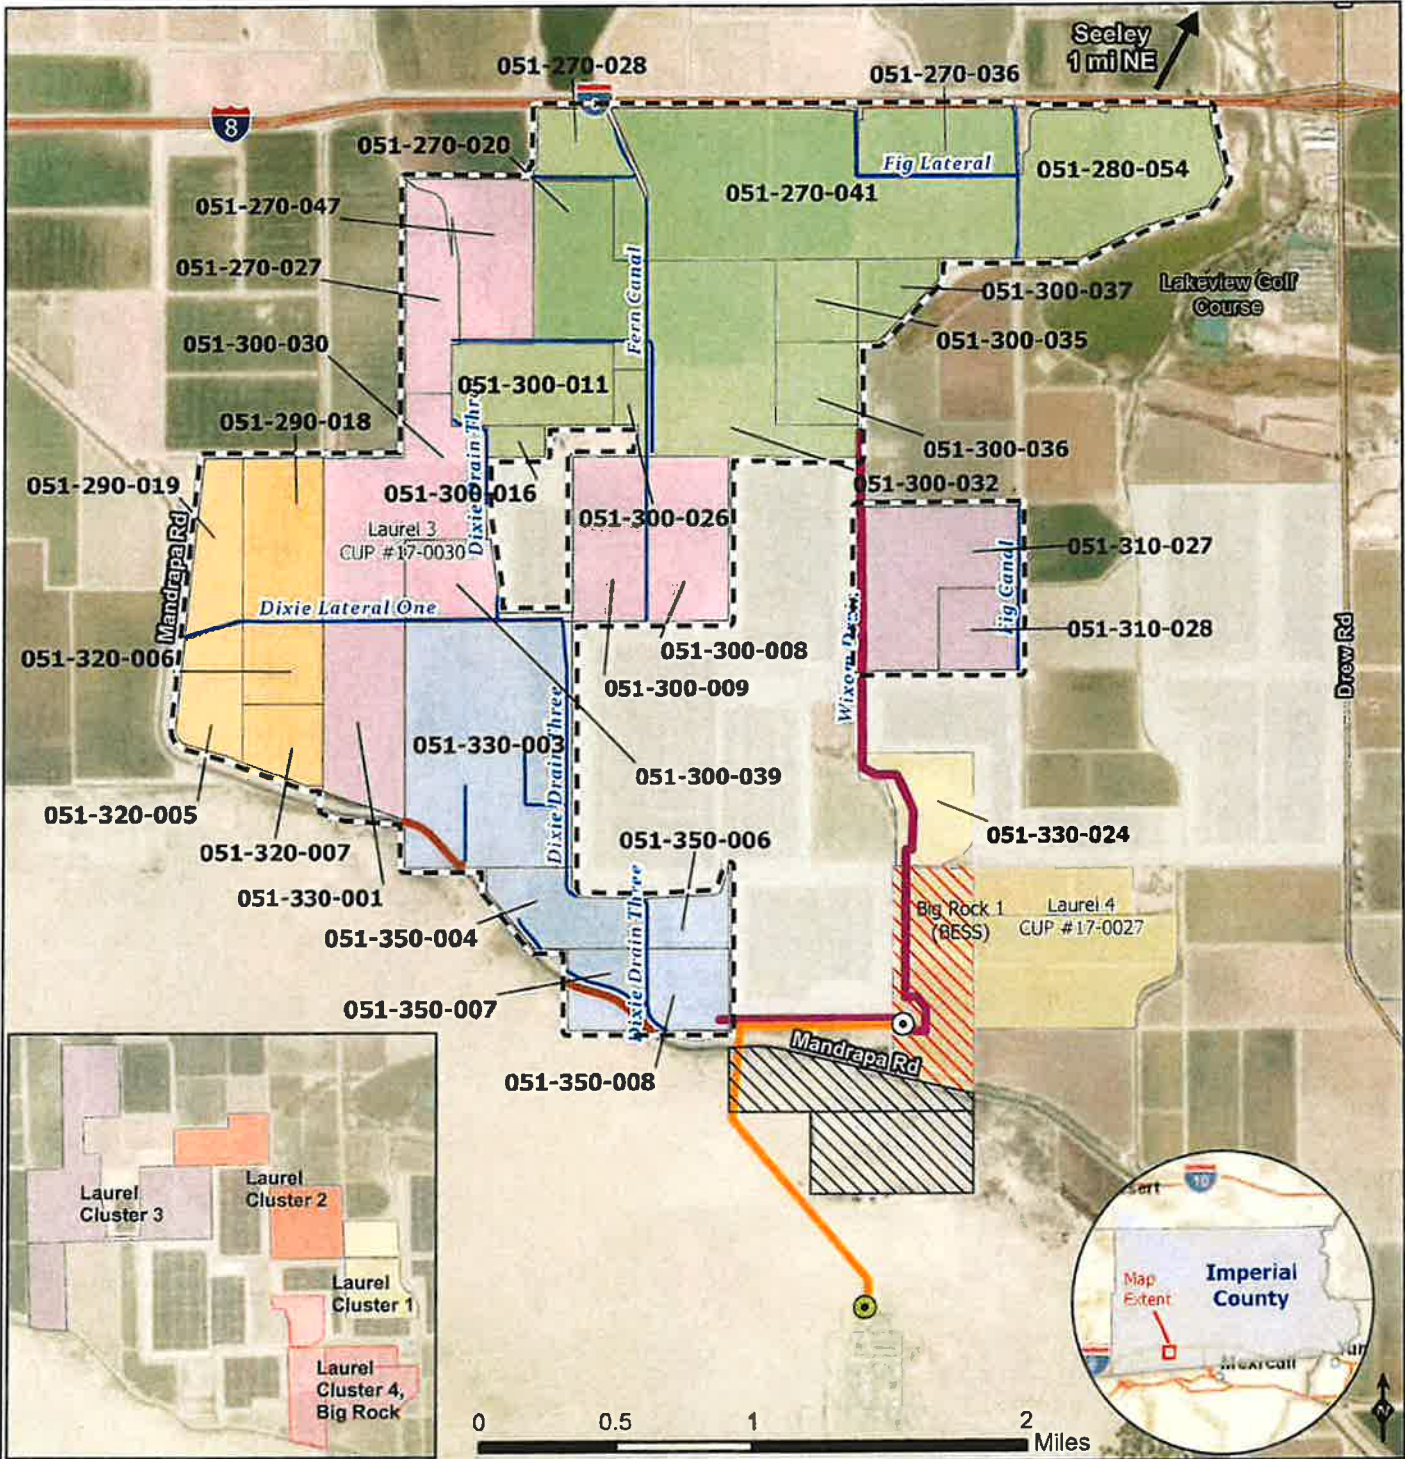 Seeley
1 mi NE
051-270-028
051-270-036
8
051-270-020
Fig Lateral
051-280-054
051-270-041
051-270-047
051-270-027
Fern Canal
Lakeview Golf
Course
051-300-037
051-300-030
051-300-035
051-300-011
051-290-018
051-300-036
051-290-019
051-300-016
051-300-032
Laurel 3
CUP #17-0030
051-300-026
051-310-027
Mandrapa Rd
Fig Canal
Dixie Lateral One
051-310-028
051-320-006
051-300-008
051-300-009
Drew Rd
Dixie Drain Three
051-330-003
051-300-039
051-320-005
051-330-024
051-320-007
051-350-006
051-330-001
Big Rock 1
(BESS)
Laurel 4
CUP #17-0027
051-350-004
Dixie Drain Three
051-350-007
Mandrapa Rd
051-350-008
Laurel
Cluster 3
Laurel
Cluster 2
Laurel
Cluster 1
Laurel
Cluster 4,
Big Rock
10
Imperial
County
Map
Extent
Mexicali
0 0.5 1 2
Miles
N